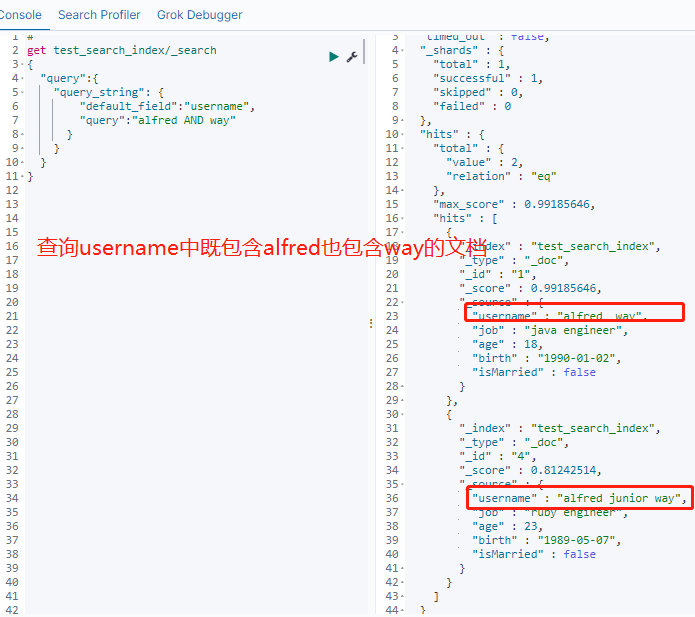 Console Search Profiler Grok Debugger
1 #
2 get test_search_index/_search
3 {
4 "query":{
5 "query_string": {
6 "default_field":"username",
7 "query":"alfred AND way"
8 }
9 }
10 }
11 }
12
13
14
15
16
17
18
19
20
21
22
23
24
25
26
27
28
29
30
31
32
33
34
35
36
37
38
39
40
41
42
查询username中既包含alfred也包含way的文档
3 "timed_out" : false,
4 "_shards" : {
5 "total" : 1,
6 "successful" : 1,
7 "skipped" : 0,
8 "failed" : 0
9 },
10 "hits" : {
11 "total" : {
12 "value" : 2,
13 "relation" : "eq"
14 },
15 "max_score" : 0.99185646,
16 "hits" : [
17 {
18 "_index" : "test_search_index",
19 "_type" : "_doc",
20 "_id" : "1",
21 "_score" : 0.99185646,
22 "_source" : {
23 "username" : "alfred  way",
24 "job" : "java engineer",
25 "age" : 18,
26 "birth" : "1990-01-02",
27 "isMarried" : false
28 }
29 },
30 {
31 "_index" : "test_search_index",
32 "_type" : "_doc",
33 "_id" : "4",
34 "_score" : 0.81242514,
35 "_source" : {
36 "username" : "alfred junior way",
37 "job" : "ruby engineer",
38 "age" : 23,
39 "birth" : "1989-05-07",
40 "isMarried" : false
41 }
42 }
43 ]
44 }